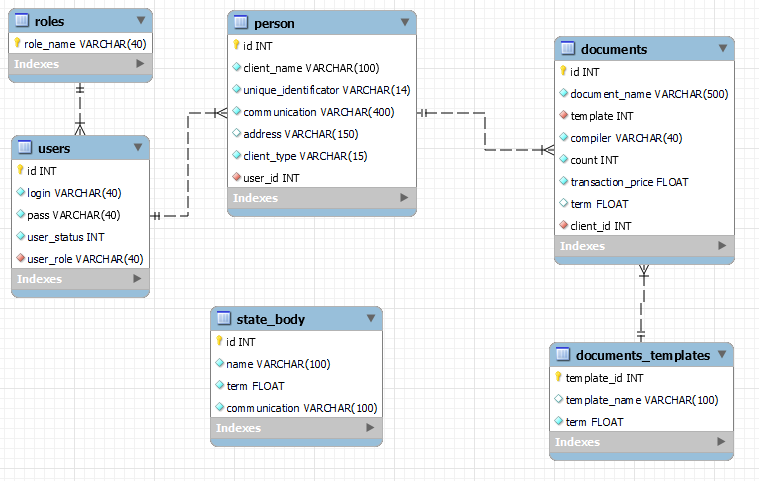 roles
role_name VARCHAR(40)
Indexes
users
id INT
login VARCHAR(40)
pass VARCHAR(40)
user_status INT
user_role VARCHAR(40)
Indexes
person
id INT
client_name VARCHAR(100)
unique_identificator VARCHAR(14)
communication VARCHAR(400)
address VARCHAR(150)
client_type VARCHAR(15)
user_id INT
Indexes
state_body
id INT
name VARCHAR(100)
term FLOAT
communication VARCHAR(100)
Indexes
documents
id INT
document_name VARCHAR(500)
template INT
compiler VARCHAR(40)
count INT
transaction_price FLOAT
term FLOAT
client_id INT
Indexes
documents_templates
template_id INT
template_name VARCHAR(100)
term FLOAT
Indexes